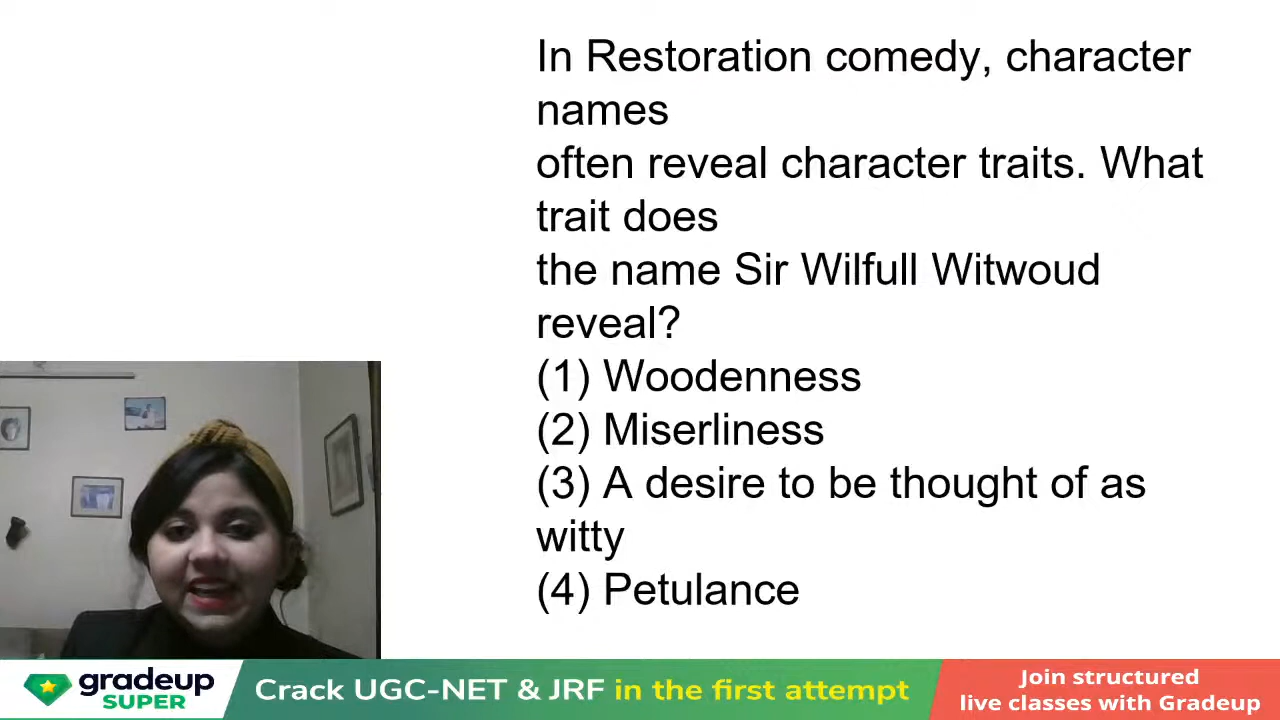 In Restoration comedy, character
names
often reveal character traits. What
trait does
the name Sir Wilfull Witwoud
reveal?
(1) Woodenness
(2) Miserliness
(3) A desire to be thought of as
witty
(4) Petulance
gradeup
SUPER
Crack UGC-NET & JRF in the first attempt
Join structured
live classes with Gradeup